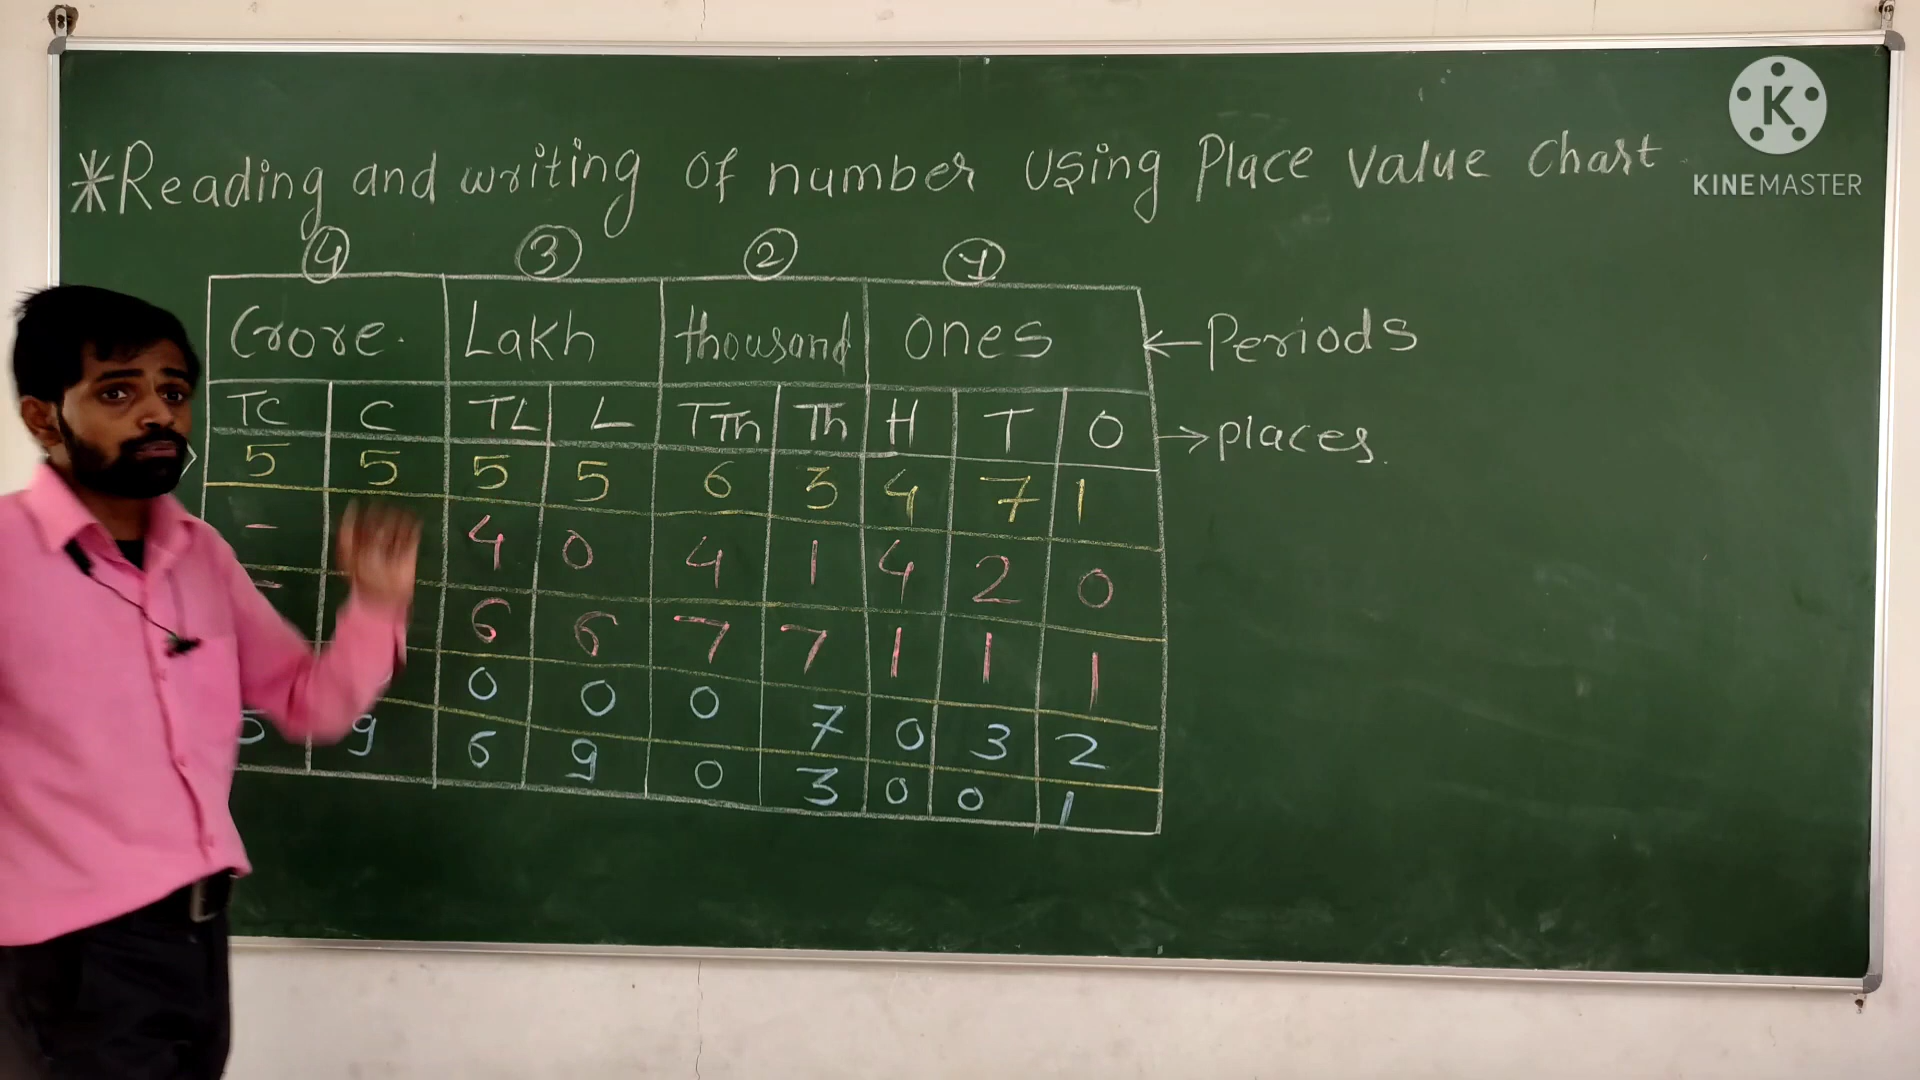 *Reading and writing of number using Place Value Chart
K
KINEMASTER
4 3 2 1
Crore. Lakh thousand Ones ← Periods
TC C TL L TTh Th H T O → places.
5 5 5 5 6 3 4 7 1
- 4 0 4 1 4 2 0
- 6 6 7 7 1 1 1
0 0 0 7 0 3 2
9 6 9 0 3 0 0 1